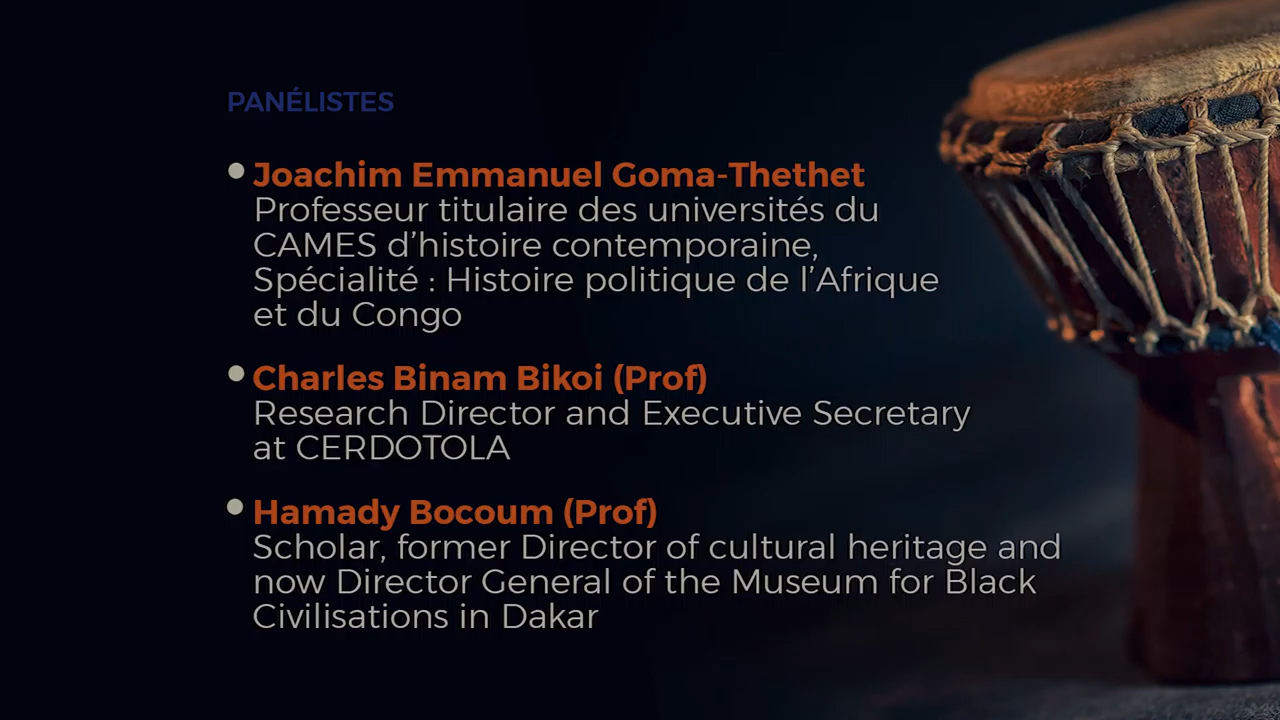 PANÉLISTES
• Joachim Emmanuel Goma-Thethet
Professeur titulaire des universités du
CAMES d’histoire contemporaine,
Spécialité : Histoire politique de l’Afrique
et du Congo
• Charles Binam Bikoi (Prof)
Research Director and Executive Secretary
at CERDOTOLA
• Hamady Bocoum (Prof)
Scholar, former Director of cultural heritage and
now Director General of the Museum for Black
Civilisations in Dakar